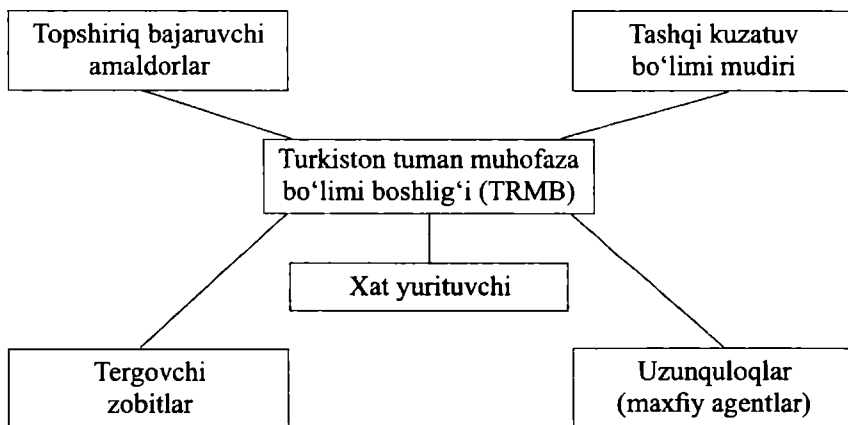 Topshiriq bajaruvchi
amaldorlar
Tashqi kuzatuv
bo‘limi mudiri
Turkiston tuman muhofaza
bo‘limi boshlig‘i (TRMB)
Xat yurituvchi
Tergovchi
zobitlar
Uzunquloqlar
(maxfiy agentlar)